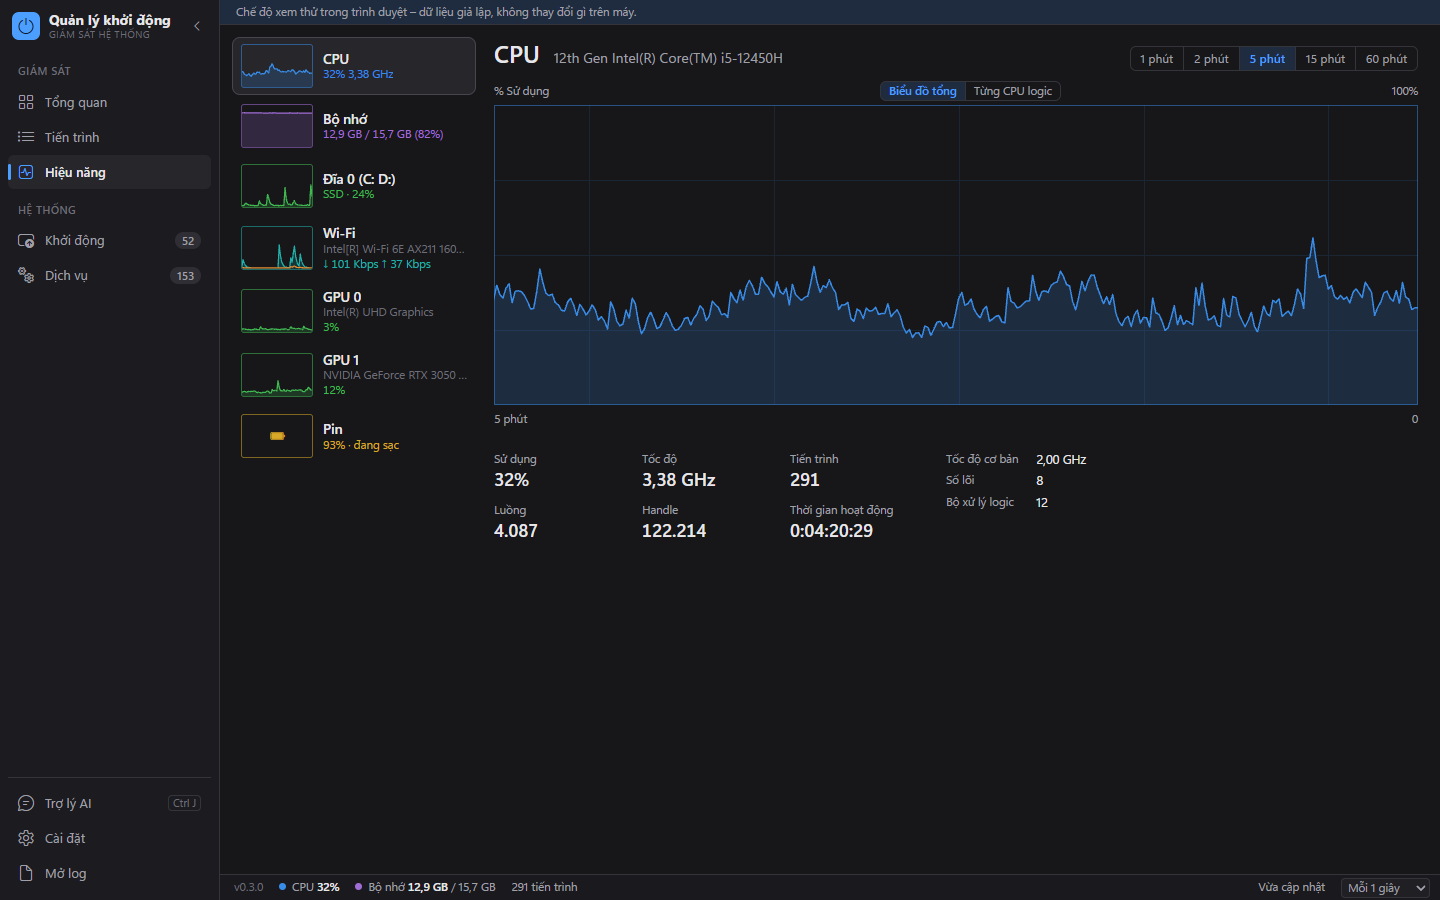 Quản lý khởi động
GIÁM SÁT HỆ THỐNG
GIÁM SÁT
Tổng quan
Tiến trình
Hiệu năng
HỆ THỐNG
Khởi động 52
Dịch vụ 153
Trợ lý AI Ctrl J
Cài đặt
Mở log
Chế độ xem thử trong trình duyệt – dữ liệu giả lập, không thay đổi gì trên máy.
CPU
32% 3,38 GHz
Bộ nhớ
12,9 GB / 15,7 GB (82%)
Đĩa 0 (C: D:)
SSD · 24%
Wi-Fi
Intel[R] Wi-Fi 6E AX211 160...
↓ 101 Kbps ↑ 37 Kbps
GPU 0
Intel(R) UHD Graphics
3%
GPU 1
NVIDIA GeForce RTX 3050 ...
12%
Pin
93% · đang sạc
CPU 12th Gen Intel(R) Core(TM) i5-12450H
1 phút 2 phút 5 phút 15 phút 60 phút
% Sử dụng Biểu đồ tổng Từng CPU logic 100%
5 phút 0
Sử dụng Tốc độ Tiến trình
32% 3,38 GHz 291
Luồng Handle Thời gian hoạt động
4.087 122.214 0:04:20:29
Tốc độ cơ bản 2,00 GHz
Số lõi 8
Bộ xử lý logic 12
v0.3.0 CPU 32% Bộ nhớ 12,9 GB / 15,7 GB 291 tiến trình Vừa cập nhật Mỗi 1 giây